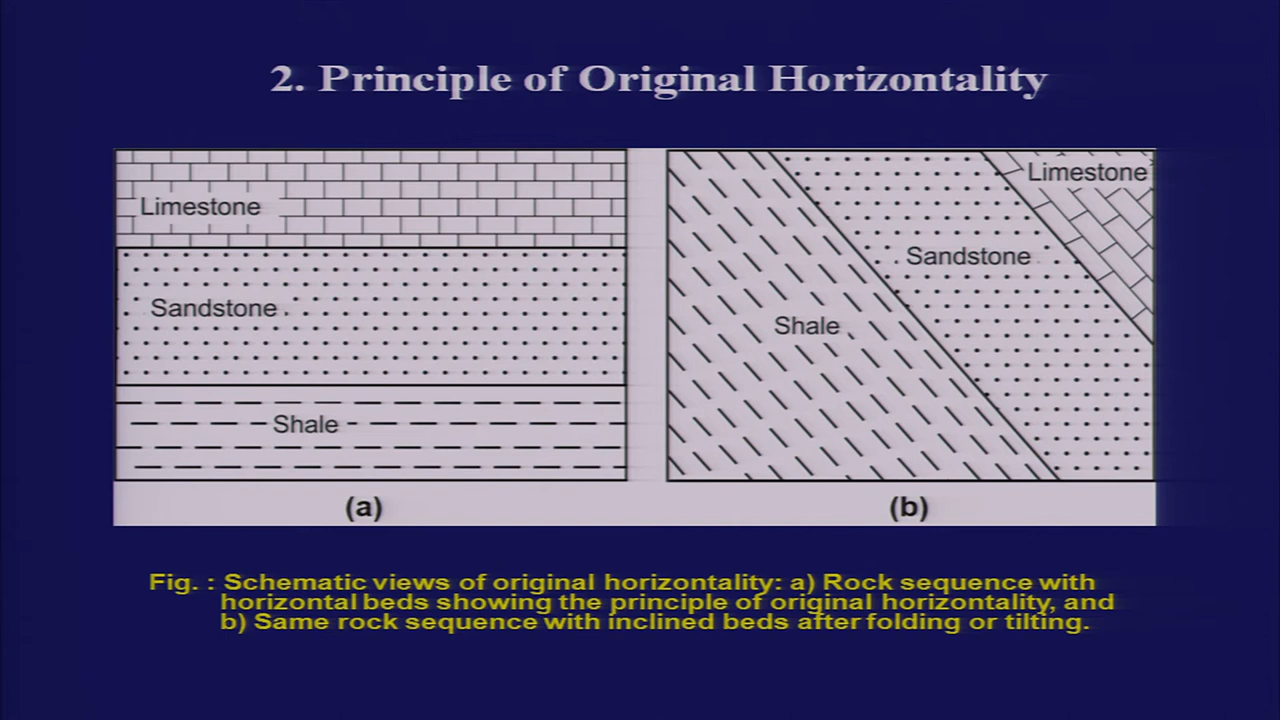 2. Principle of Original Horizontality
Limestone
Sandstone
Shale
(a)
Limestone
Sandstone
Shale
(b)
Fig. : Schematic views of original horizontality: a) Rock sequence with
horizontal beds showing the principle of original horizontality, and
b) Same rock sequence with inclined beds after folding or tilting.